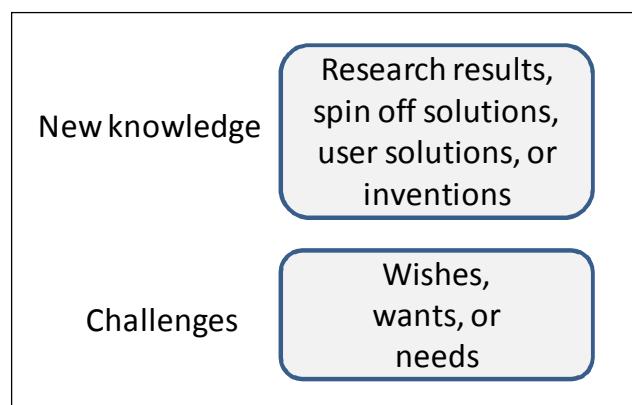 New knowledge
Research results,
spin off solutions,
user solutions, or
inventions
Challenges
Wishes,
wants, or
needs